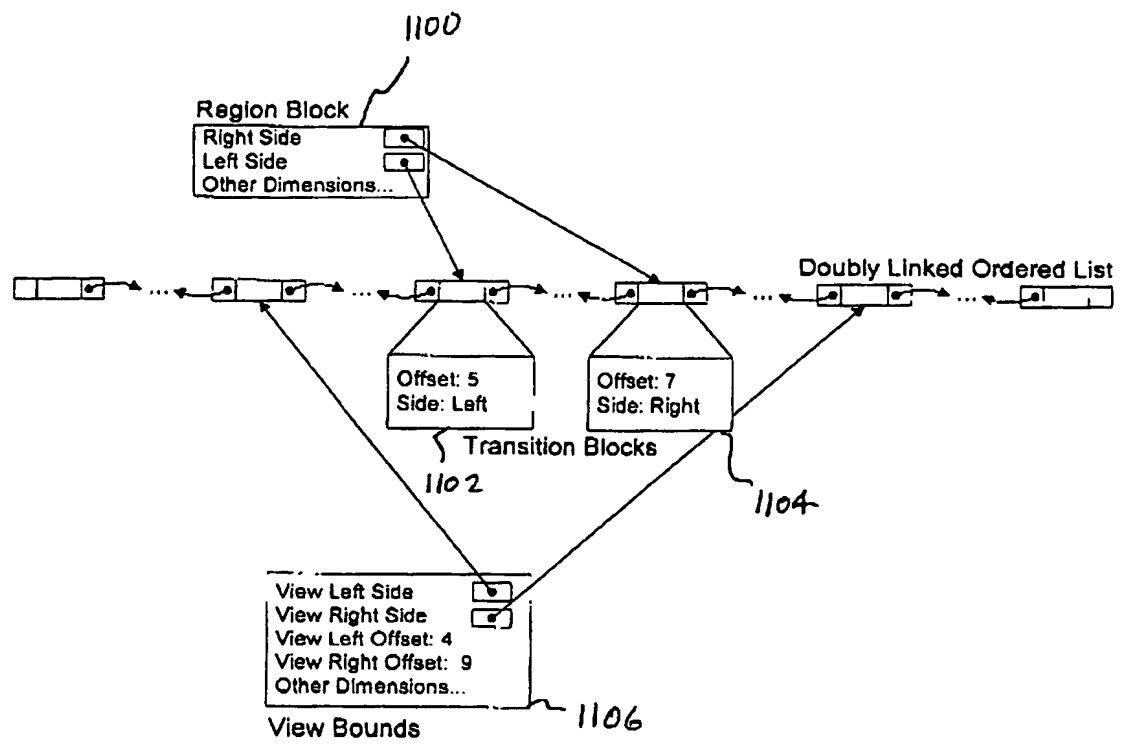 1100
Region Block
Right Side
Left Side
Other Dimensions...
Doubly Linked Ordered List
... ... ... ... ...
Offset: 5
Side: Left
Offset: 7
Side: Right
Transition Blocks
1102
1104
View Left Side
View Right Side
View Left Offset: 4
View Right Offset: 9
Other Dimensions...
1106
View Bounds